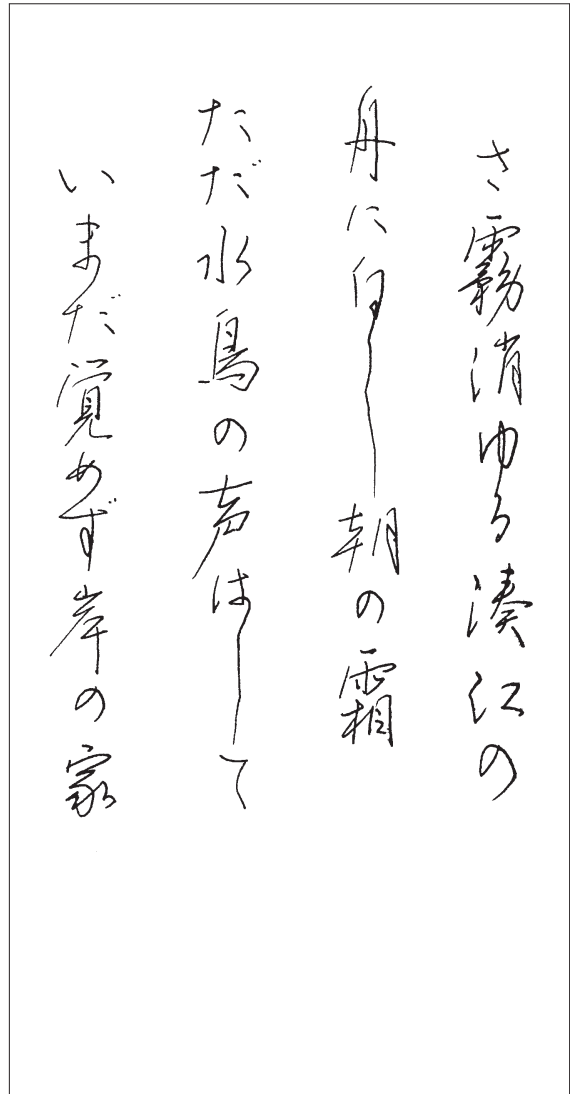 さ霧消ゆる湊江の
舟に白し朝の霜
ただ水鳥の声はして
いまだ覚めず岸の家